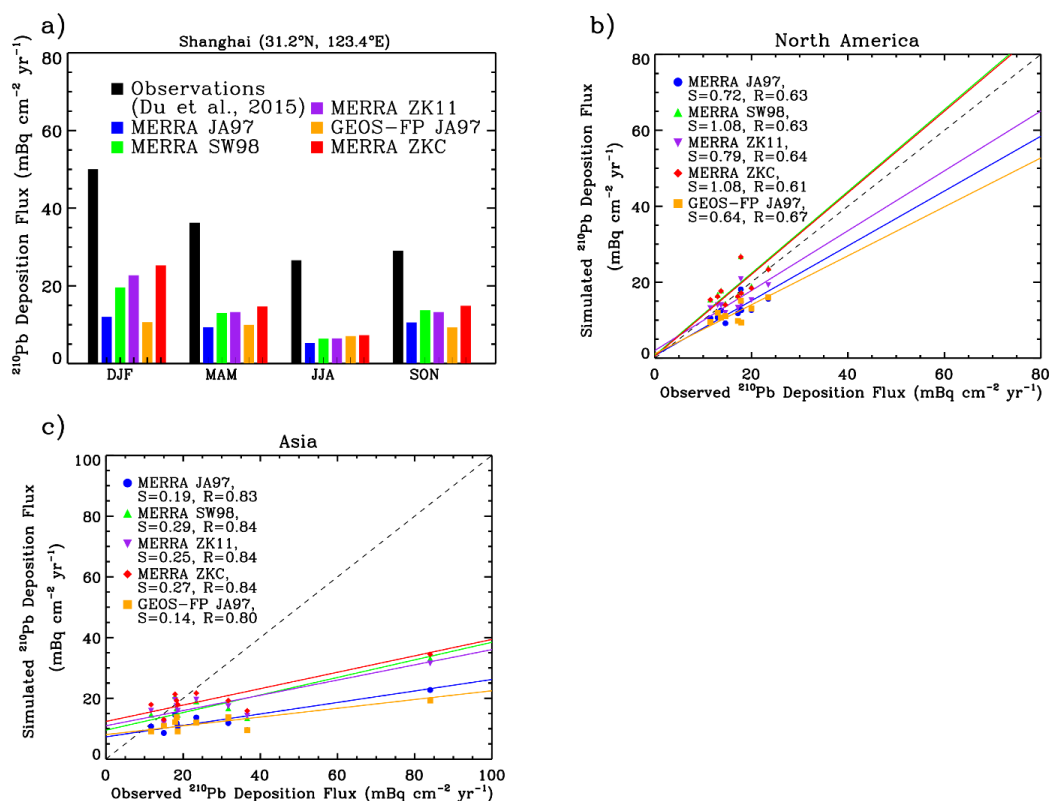 a)
Shanghai (31.2°N, 123.4°E)
²¹⁰Pb Deposition Flux (mBq cm⁻² yr⁻¹)
80
60
40
20
0
Observations
(Du et al., 2015)
MERRA JA97
MERRA SW98
MERRA ZK11
GEOS−FP JA97
MERRA ZKC
DJF
MAM
JJA
SON
b)
North America
Simulated ²¹⁰Pb Deposition Flux
(mBq cm⁻² yr⁻¹)
80
60
40
20
0
MERRA JA97,
S=0.72, R=0.63
MERRA SW98,
S=1.08, R=0.63
MERRA ZK11,
S=0.79, R=0.64
MERRA ZKC,
S=1.08, R=0.61
GEOS−FP JA97,
S=0.64, R=0.67
0 20 40 60 80
Observed ²¹⁰Pb Deposition Flux (mBq cm⁻² yr⁻¹)
c)
Asia
Simulated ²¹⁰Pb Deposition Flux
(mBq cm⁻² yr⁻¹)
100
80
60
40
20
0
MERRA JA97,
S=0.19, R=0.83
MERRA SW98,
S=0.29, R=0.84
MERRA ZK11,
S=0.25, R=0.84
MERRA ZKC,
S=0.27, R=0.84
GEOS−FP JA97,
S=0.14, R=0.80
0 20 40 60 80 100
Observed ²¹⁰Pb Deposition Flux (mBq cm⁻² yr⁻¹)